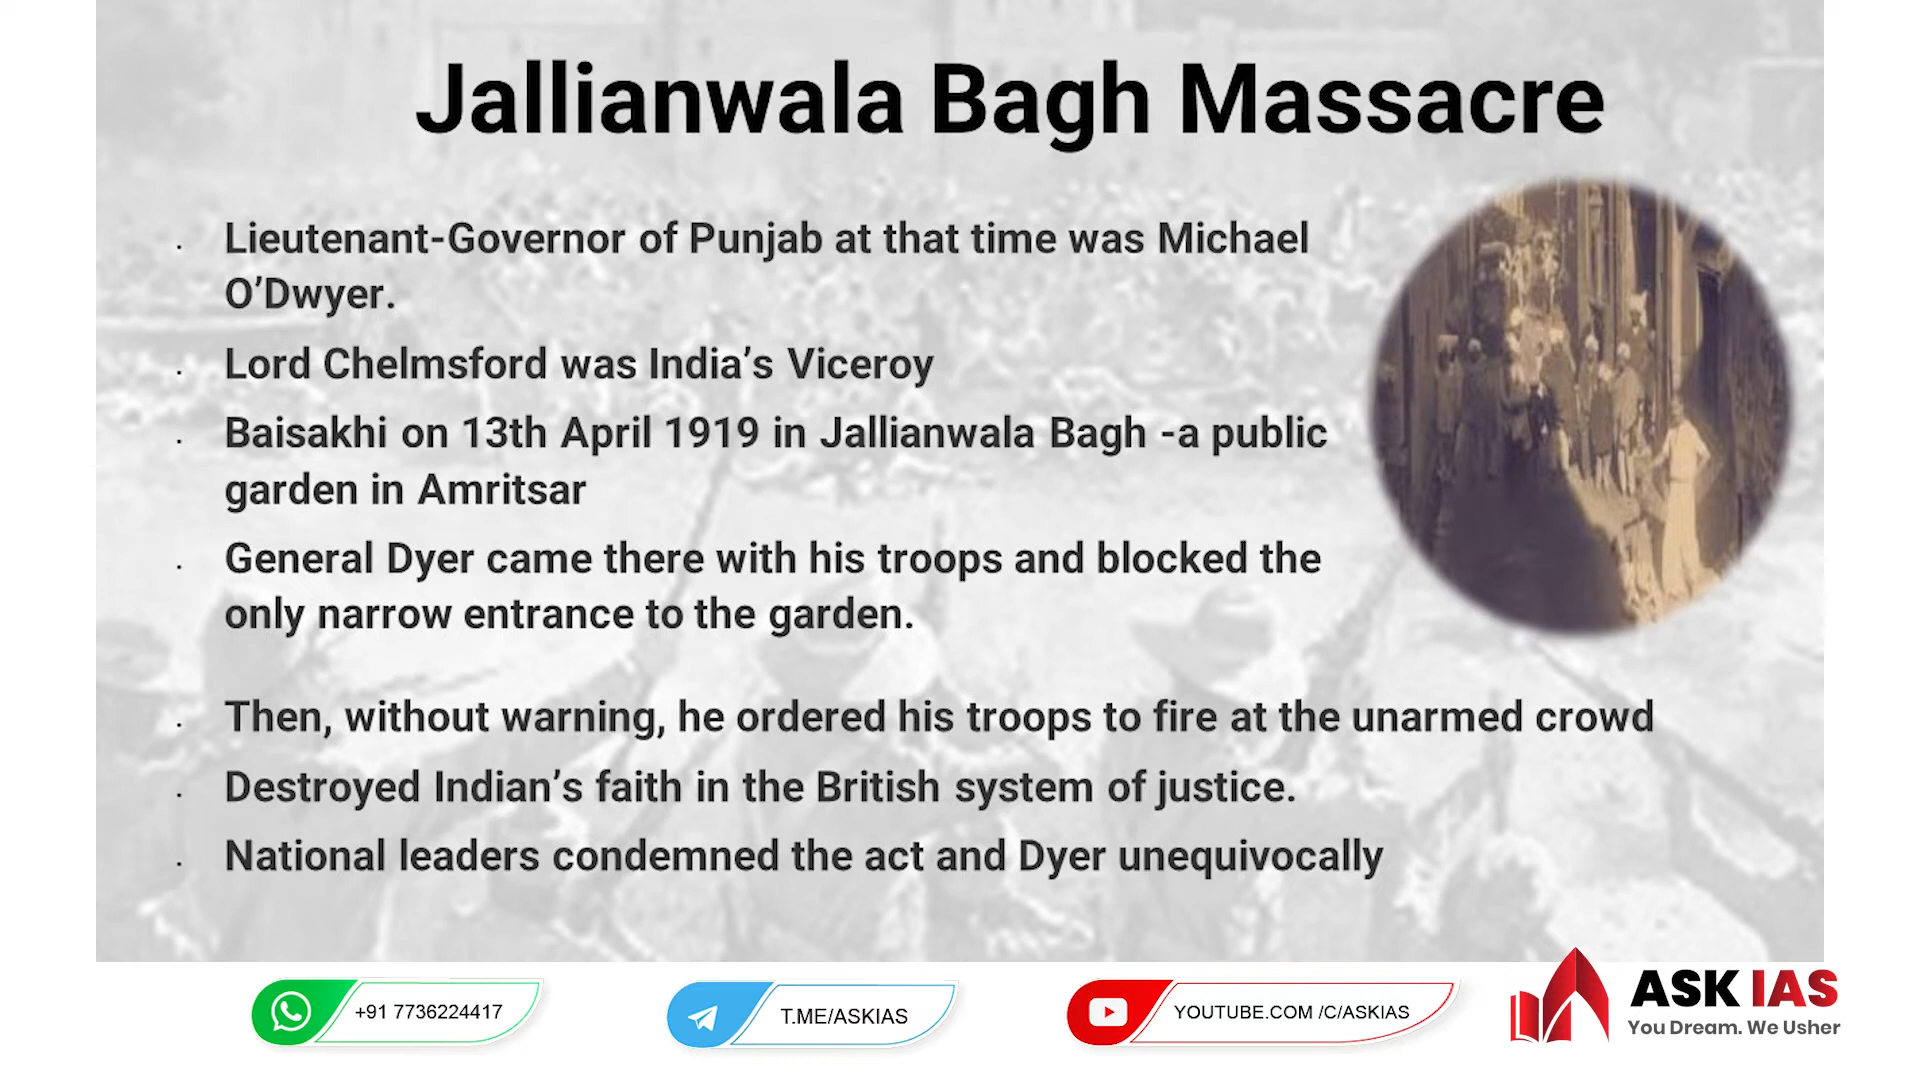 Jallianwala Bagh Massacre
· Lieutenant-Governor of Punjab at that time was Michael
O’Dwyer.
· Lord Chelmsford was India’s Viceroy
· Baisakhi on 13th April 1919 in Jallianwala Bagh -a public
garden in Amritsar
· General Dyer came there with his troops and blocked the
only narrow entrance to the garden.
· Then, without warning, he ordered his troops to fire at the unarmed crowd
· Destroyed Indian’s faith in the British system of justice.
· National leaders condemned the act and Dyer unequivocally
+91 7736224417
T.ME/ASKIAS
YOUTUBE.COM /C/ASKIAS
ASK IAS
You Dream. We Usher